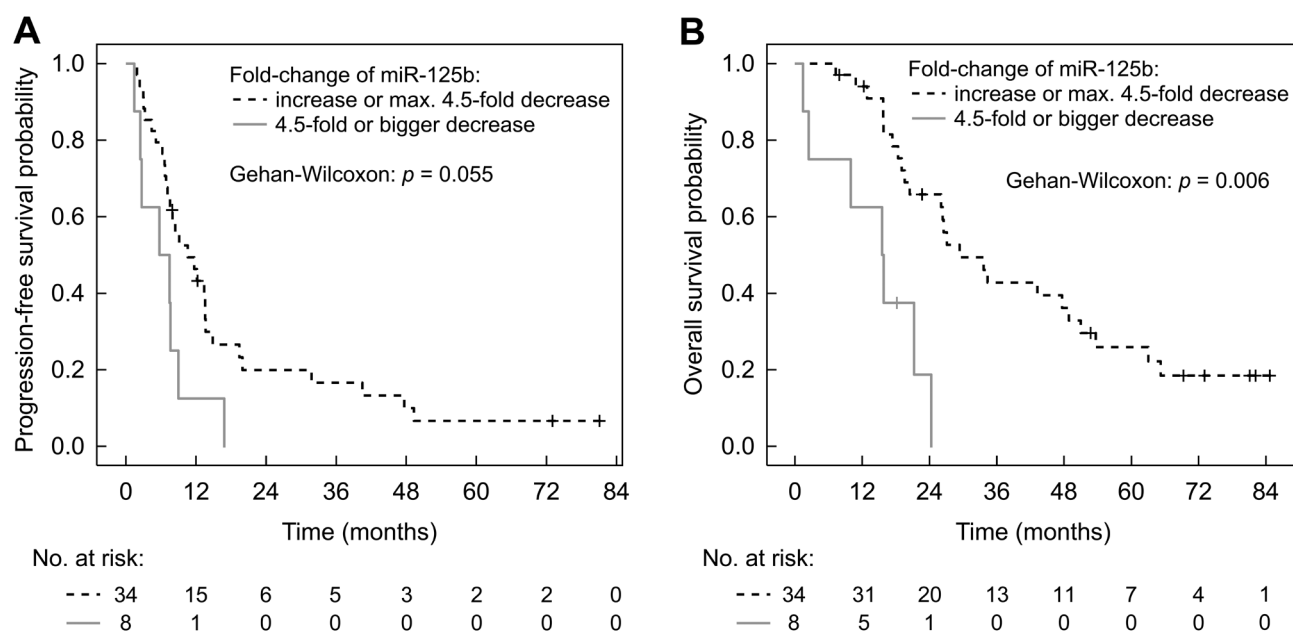 A
Progression-free survival probability
1.0
0.8
0.6
0.4
0.2
0.0
Fold-change of miR-125b:
increase or max. 4.5-fold decrease
4.5-fold or bigger decrease
Gehan-Wilcoxon: p = 0.055
0 12 24 36 48 60 72 84
Time (months)
No. at risk:
34 15 6 5 3 2 2 0
8 1 0 0 0 0 0 0
B
Overall survival probability
1.0
0.8
0.6
0.4
0.2
0.0
Fold-change of miR-125b:
increase or max. 4.5-fold decrease
4.5-fold or bigger decrease
Gehan-Wilcoxon: p = 0.006
0 12 24 36 48 60 72 84
Time (months)
34 31 20 13 11 7 4 1
8 5 1 0 0 0 0 0